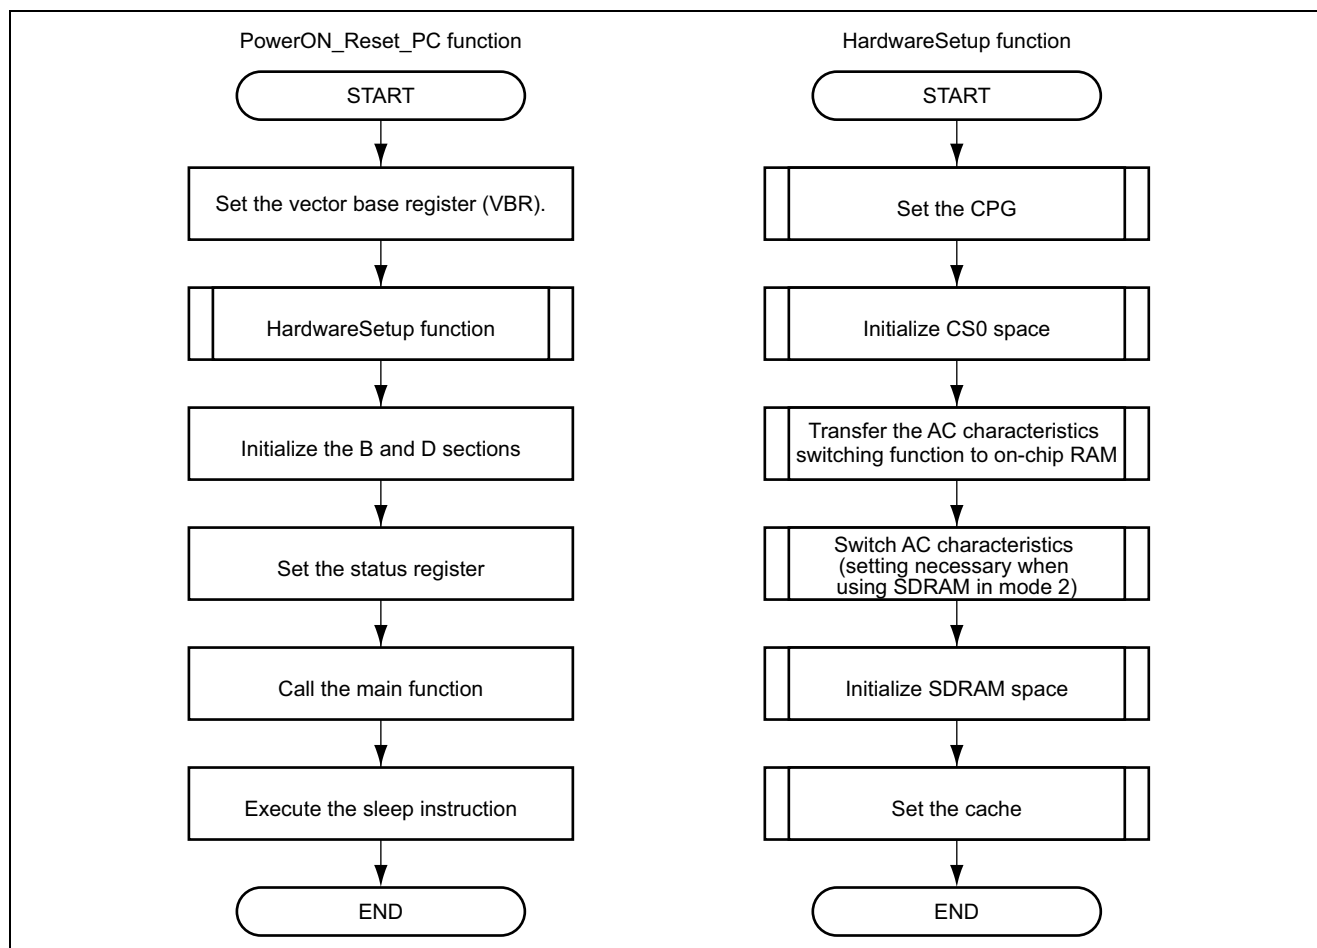 PowerON_Reset_PC function
START
Set the vector base register (VBR).
HardwareSetup function
Initialize the B and D sections
Set the status register
Call the main function
Execute the sleep instruction
END
HardwareSetup function
START
Set the CPG
Initialize CS0 space
Transfer the AC characteristics
switching function to on-chip RAM
Switch AC characteristics
(setting necessary when
using SDRAM in mode 2)
Initialize SDRAM space
Set the cache
END